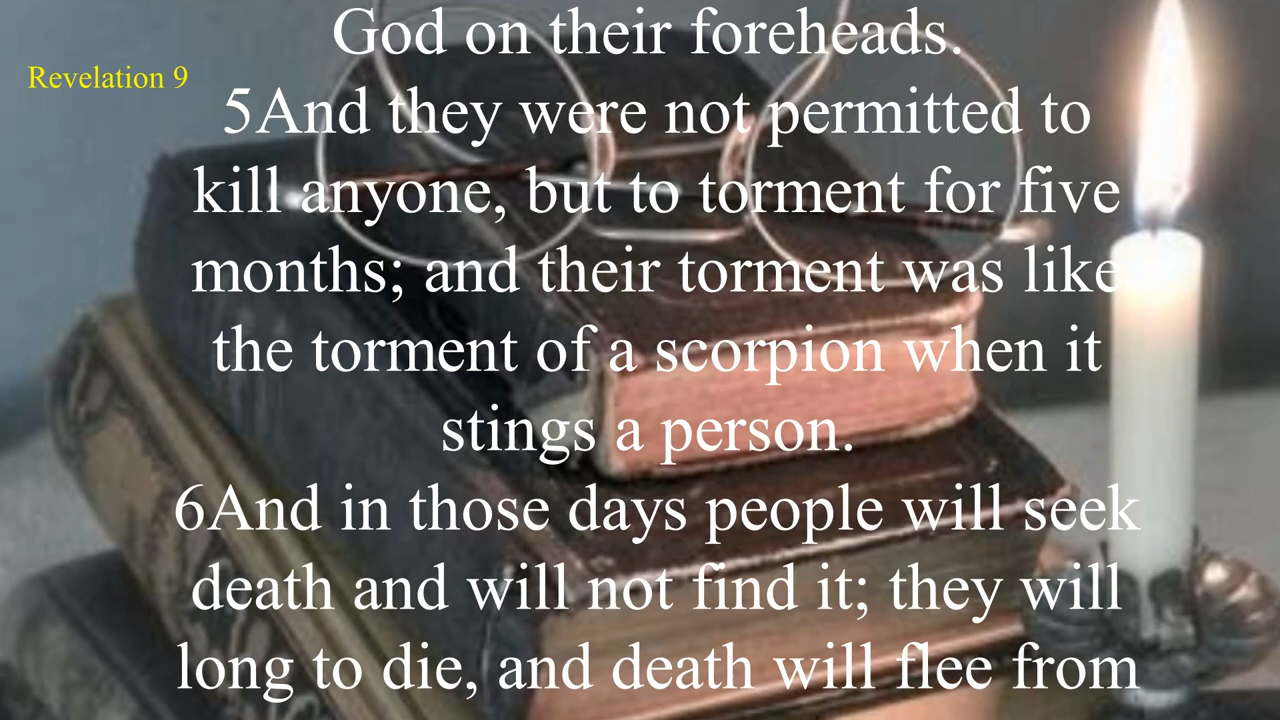 God on their foreheads.
Revelation 9
5And they were not permitted to
kill anyone, but to torment for five
months; and their torment was like
the torment of a scorpion when it
stings a person.
6And in those days people will seek
death and will not find it; they will
long to die, and death will flee from